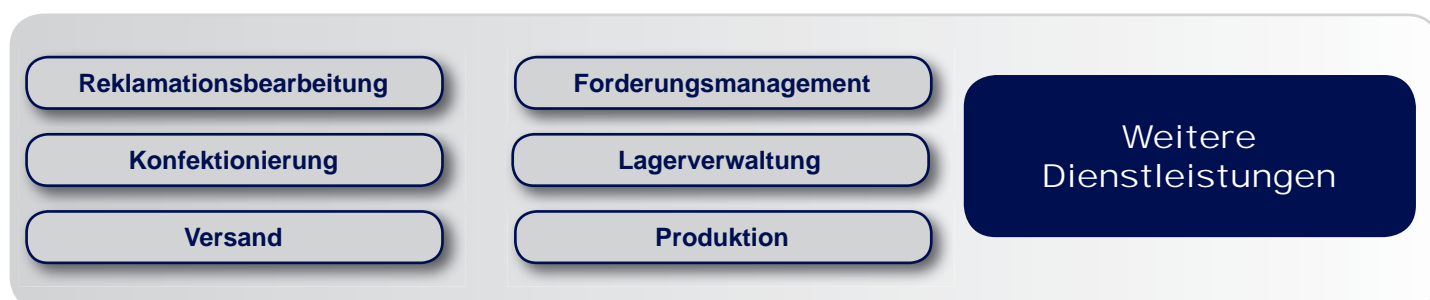 Reklamationsbearbeitung
Forderungsmanagement
Konfektionierung
Lagerverwaltung
Versand
Produktion
Weitere
Dienstleistungen